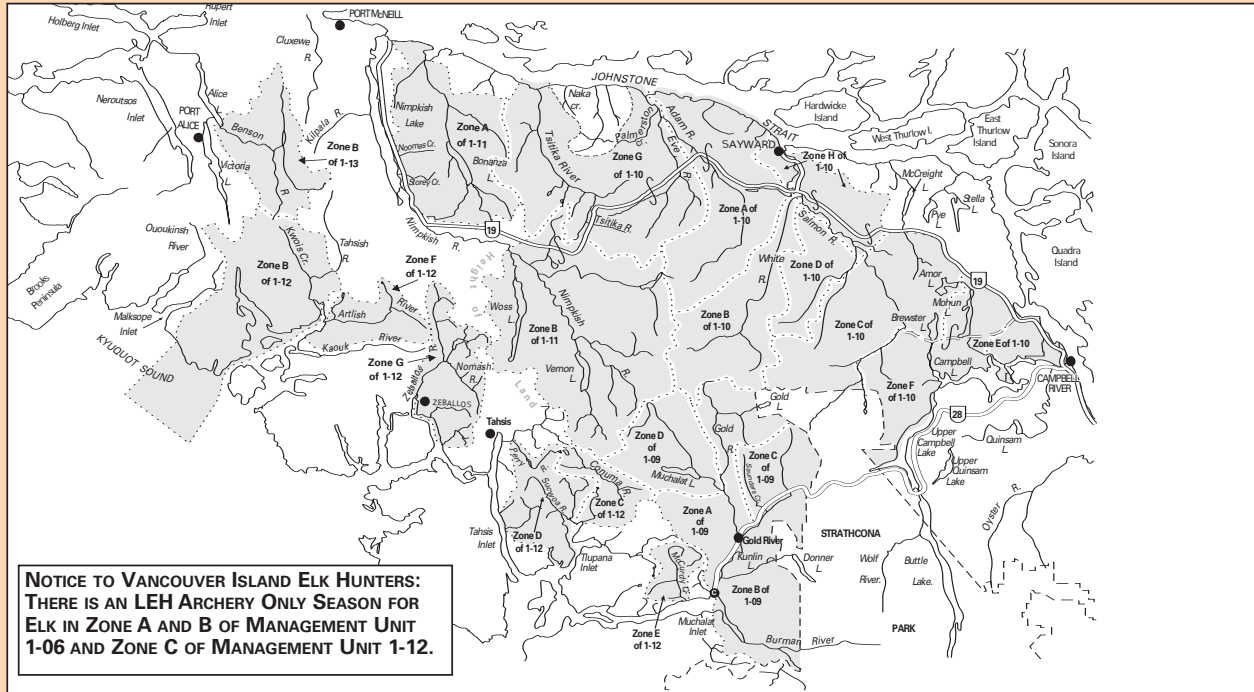 Rupert
Inlet
Holberg Inlet
PORT MCNEILL
Cluxewe
R.
Neroutsos
Inlet
PORT
ALICE
Alice
L.
Benson
R.
Victoria
L.
Kilpala R.
Zone B
of 1-13
Nimpkish
Lake
Noomas Cr.
Storey Cr.
Zone A
of 1-11
Bonanza
L.
Tsitika River
Naka
cr.
JOHNSTONE
STRAIT
Palmerston
Zone G
of 1-10
Adam R.
Eve
R.
SAYWARD
Hardwicke
Island
West Thurlow I.
East
Thurlow
Island
Sonora
Island
Zone H of
1-10
McCreight
L.
Stella
L.
Pye
L.
Quadra
Island
Ououkinsh
River
Kwois Cr.
Tahsish
R.
Nimpkish R.
19
Tsitika R.
Zone A of
1-10
Salmon R.
White
R.
Zone D of
1-10
Amor
L.
Mohun
L.
19
Brooks
Peninsula
Malksope
Inlet
KYUQUOT SOUND
Zone B
of 1-12
Zone F
of 1-12
Artlish
River
Kaouk
River
Height of
Land
Woss
L.
Nimpkish
R.
Zone B
of 1-11
Vernon
L.
Zone B
of 1-10
Zone C of
1-10
Brewster
L.
Zone E of 1-10
Campbell
L.
CAMPBELL
RIVER
Zone G
of 1-12
Zeballos
R.
Nomash
R.
ZEBALLOS
Tahsis
Zone F
of 1-10
28
Gold
L.
Upper
Campbell
Lake
Quinsam
L.
Upper
Quinsam
Lake
Oyster R.
Perry
R.
Sucwoa R.
Conuma R.
Zone D
of
1-09
Muchalat L.
Gold
R.
Zone C
of
1-09
Zone C
of
1-12
Zone D
of 1-12
Tahsis
Inlet
Tlupana
Inlet
Zone A
of
1-09
Gold River
Kunlin
L.
Donner
L.
STRATHCONA
Wolf
River.
Buttle
Lake.
PARK
Zone B of
1-09
Zone E
of 1-12
Muchalat
Inlet
Burman River
NOTICE TO VANCOUVER ISLAND ELK HUNTERS:
THERE IS AN LEH ARCHERY ONLY SEASON FOR
ELK IN ZONE A AND B OF MANAGEMENT UNIT
1-06 AND ZONE C OF MANAGEMENT UNIT 1-12.